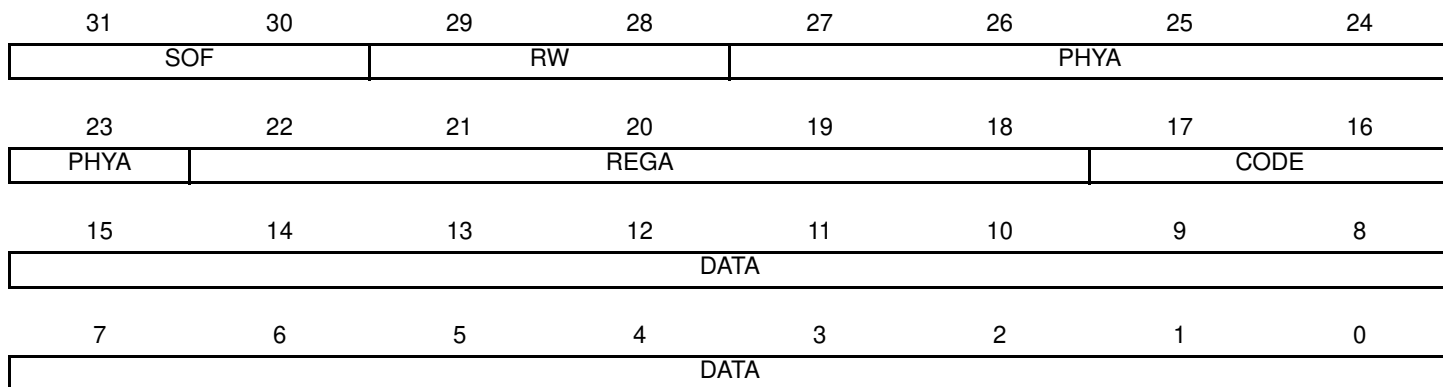 31 30 29 28 27 26 25 24
SOF RW PHYA
23 22 21 20 19 18 17 16
PHYA REGA CODE
15 14 13 12 11 10 9 8
DATA
7 6 5 4 3 2 1 0
DATA